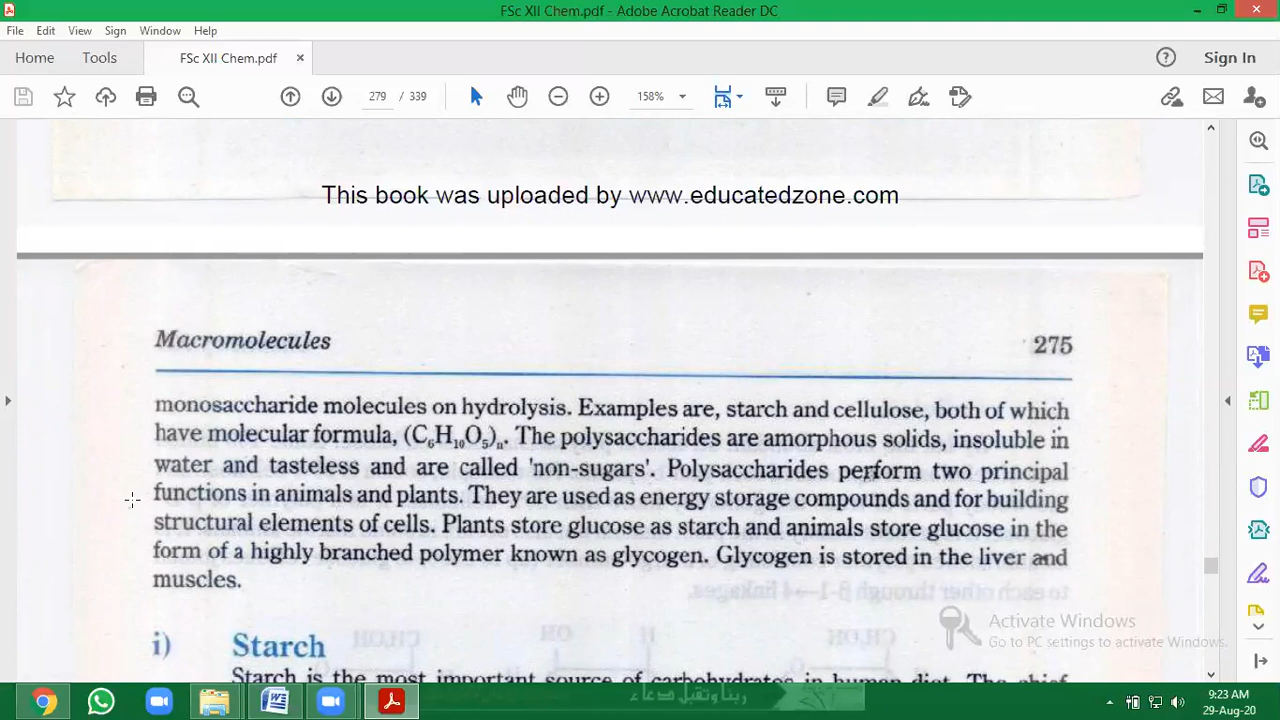 FSc XII Chem.pdf - Adobe Acrobat Reader DC
File Edit View Sign Window Help
Home Tools FSc XII Chem.pdf × Sign In
279 / 339 158%
This book was uploaded by www.educatedzone.com
Macromolecules 275
monosaccharide molecules on hydrolysis. Examples are, starch and cellulose, both of which
have molecular formula, (C₆H₁₀O₅)ₙ. The polysaccharides are amorphous solids, insoluble in
water and tasteless and are called 'non-sugars'. Polysaccharides perform two principal
functions in animals and plants. They are used as energy storage compounds and for building
structural elements of cells. Plants store glucose as starch and animals store glucose in the
form of a highly branched polymer known as glycogen. Glycogen is stored in the liver and
muscles.
i) Starch
Starch is the most important source of carbohydrates in human diet. The chief
Activate Windows
Go to PC settings to activate Windows.
9:23 AM
29-Aug-20